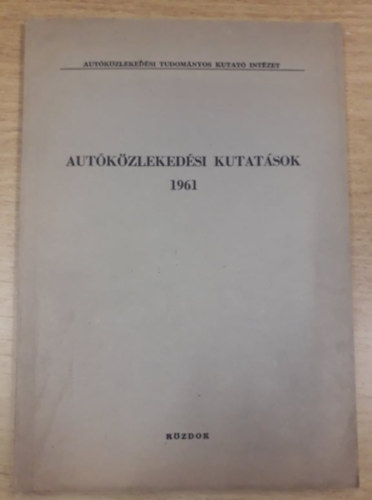 AUTÓKÖZLEKEDÉSI TUDOMÁNYOS KUTATÓ INTÉZET
AUTÓKÖZLEKEDÉSI KUTATÁSOK
1961
KÖZDOK